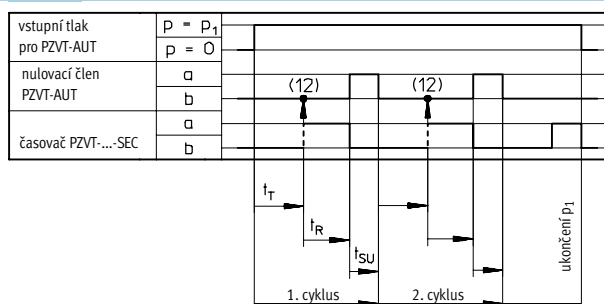 vstupní tlak
pro PZVT-AUT
p = p1
p = 0
nulovací člen
PZVT-AUT
a
b
(12)
(12)
časovač PZVT-...-SEC
a
b
tT
tR
tSU
1. cyklus
2. cyklus
ukončení p1